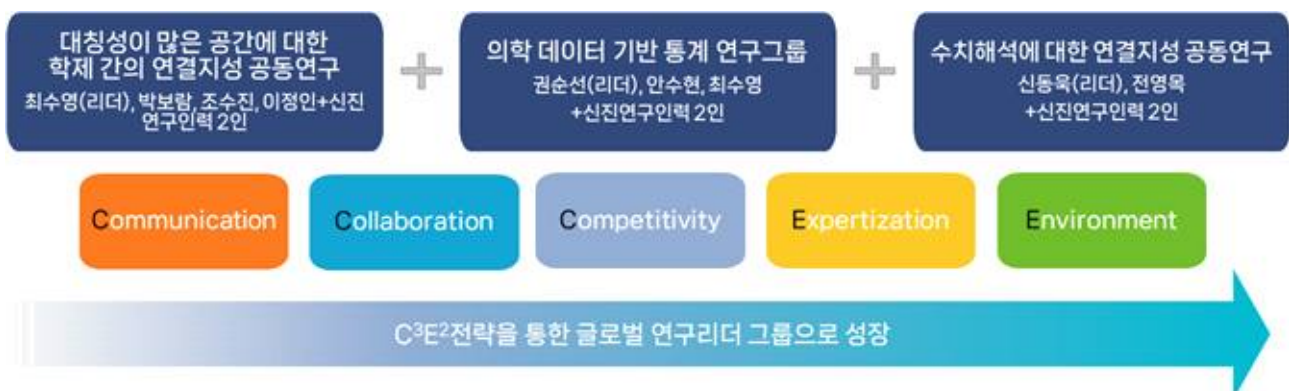 대칭성이 많은 공간에 대한
학제 간의 연결지성 공동연구
최수영(리더), 박보람, 조수진, 이정인+신진
연구인력 2인
+
의학 데이터 기반 통계 연구그룹
권순선(리더), 안수현, 최수영
+신진연구인력 2인
+
수치해석에 대한 연결지성 공동연구
신동욱(리더), 전영목
+신진연구인력 2인
Communication
Collaboration
Competitivity
Expertization
Environment
C³E²전략을 통한 글로벌 연구리더 그룹으로 성장